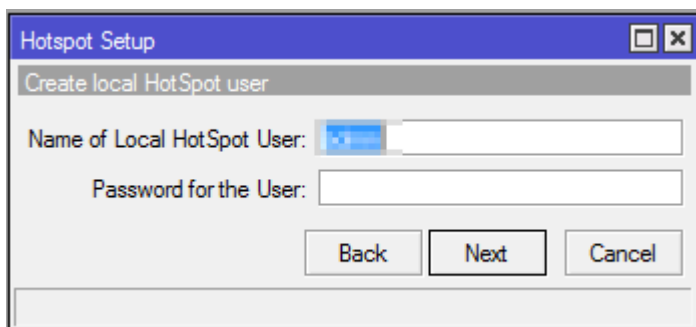 Hotspot Setup
Create local HotSpot user
Name of Local HotSpot User:
Password for the User:
Back Next Cancel